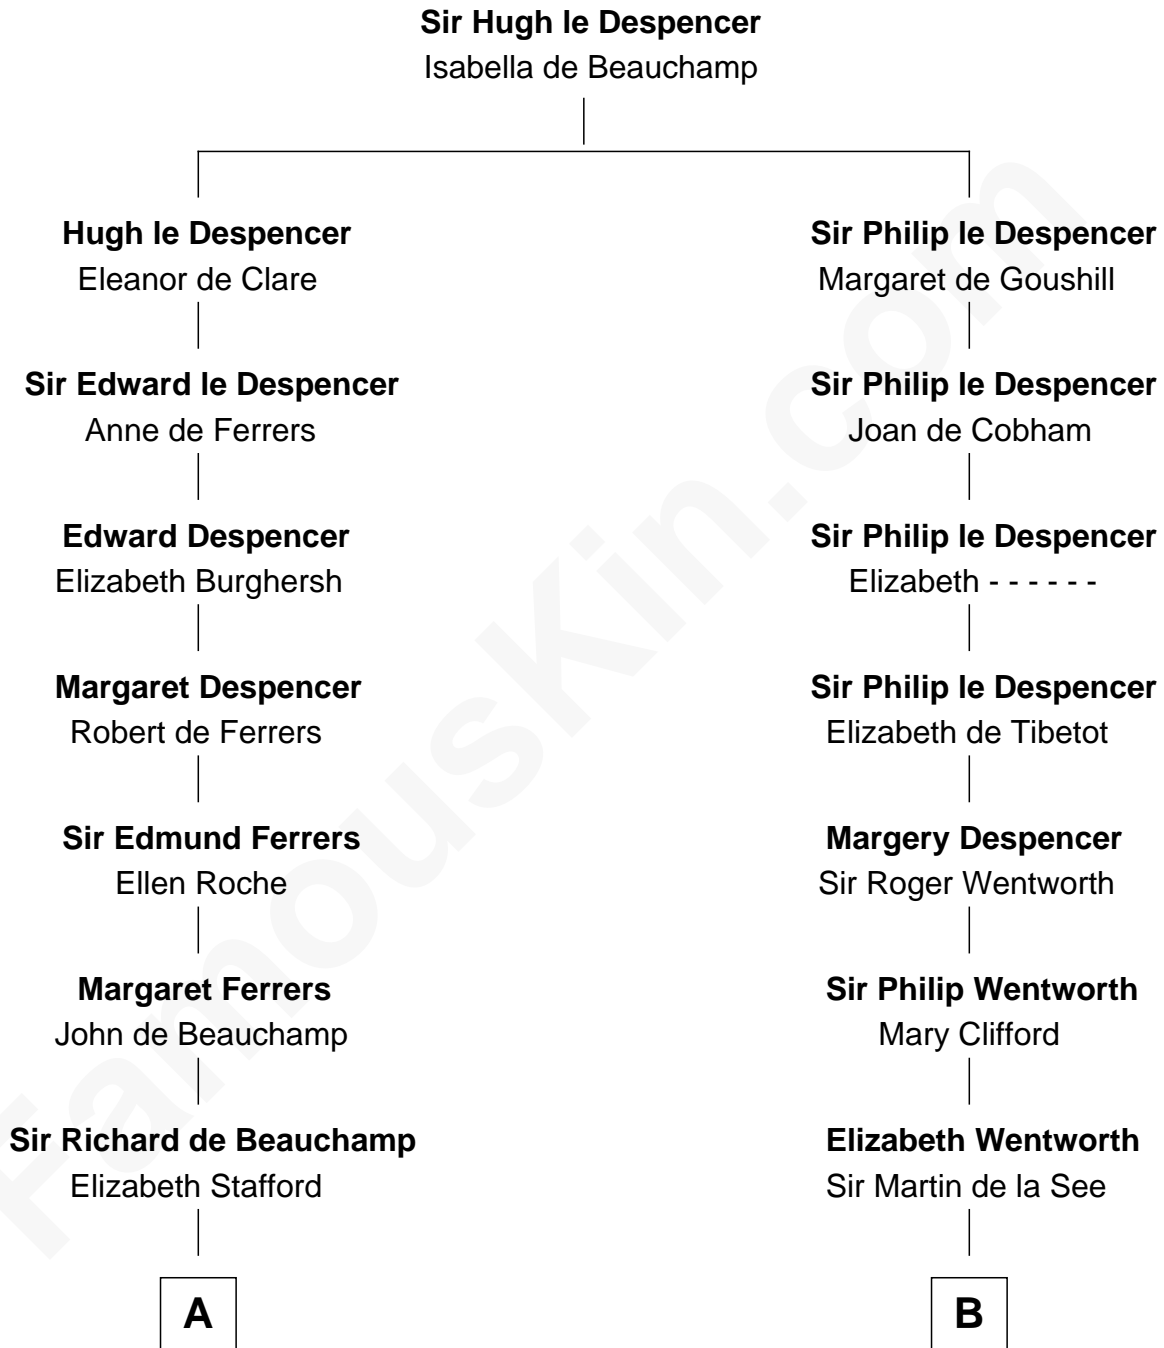 Sir Hugh le Despencer
Isabella de Beauchamp
Hugh le Despencer
Eleanor de Clare
Sir Philip le Despencer
Margaret de Goushill
Sir Edward le Despencer
Anne de Ferrers
Sir Philip le Despencer
Joan de Cobham
Edward Despencer
Elizabeth Burghersh
Sir Philip le Despencer
Elizabeth - - - - - -
Margaret Despencer
Robert de Ferrers
Sir Philip le Despencer
Elizabeth de Tibetot
Sir Edmund Ferrers
Ellen Roche
Margery Despencer
Sir Roger Wentworth
Margaret Ferrers
John de Beauchamp
Sir Philip Wentworth
Mary Clifford
Sir Richard de Beauchamp
Elizabeth Stafford
Elizabeth Wentworth
Sir Martin de la See
A
B
FamousKin.com